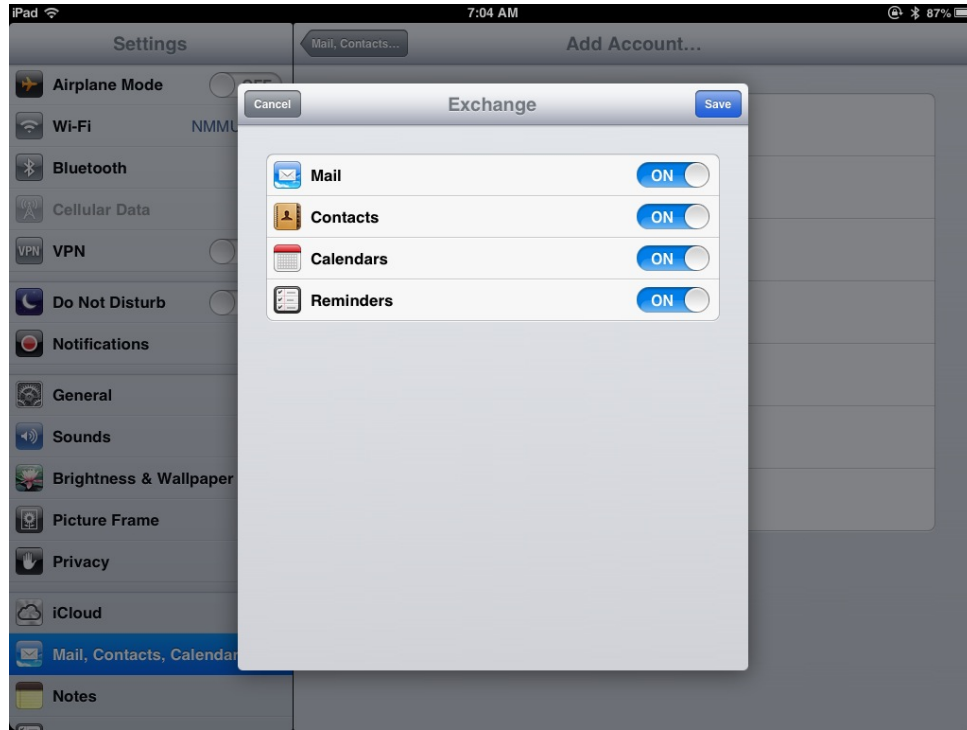 iPad 7:04 AM 87%
Settings
Mail, Contacts... Add Account...
Airplane Mode OFF
Wi-Fi
Bluetooth
Cellular Data
VPN VPN
Do Not Disturb
Notifications
General
Sounds
Brightness & Wallpaper
Picture Frame
Privacy
iCloud
Mail, Contacts, Calendar
Notes
Cancel Exchange Save
Mail ON
Contacts ON
Calendars ON
Reminders ON